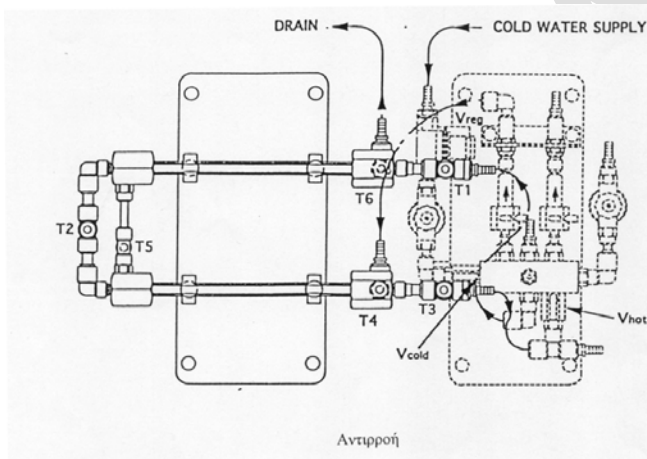 DRAIN
COLD WATER SUPPLY
Vreg
T6
T1
T2
T5
T4
T3
Vhot
Vcold
Αντιρροή